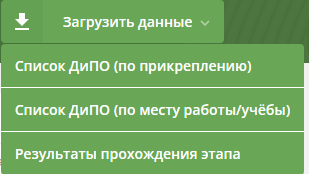 Загрузить данные
Список ДиПО (по прикреплению)
Список ДиПО (по месту работы/учёбы)
Результаты прохождения этапа